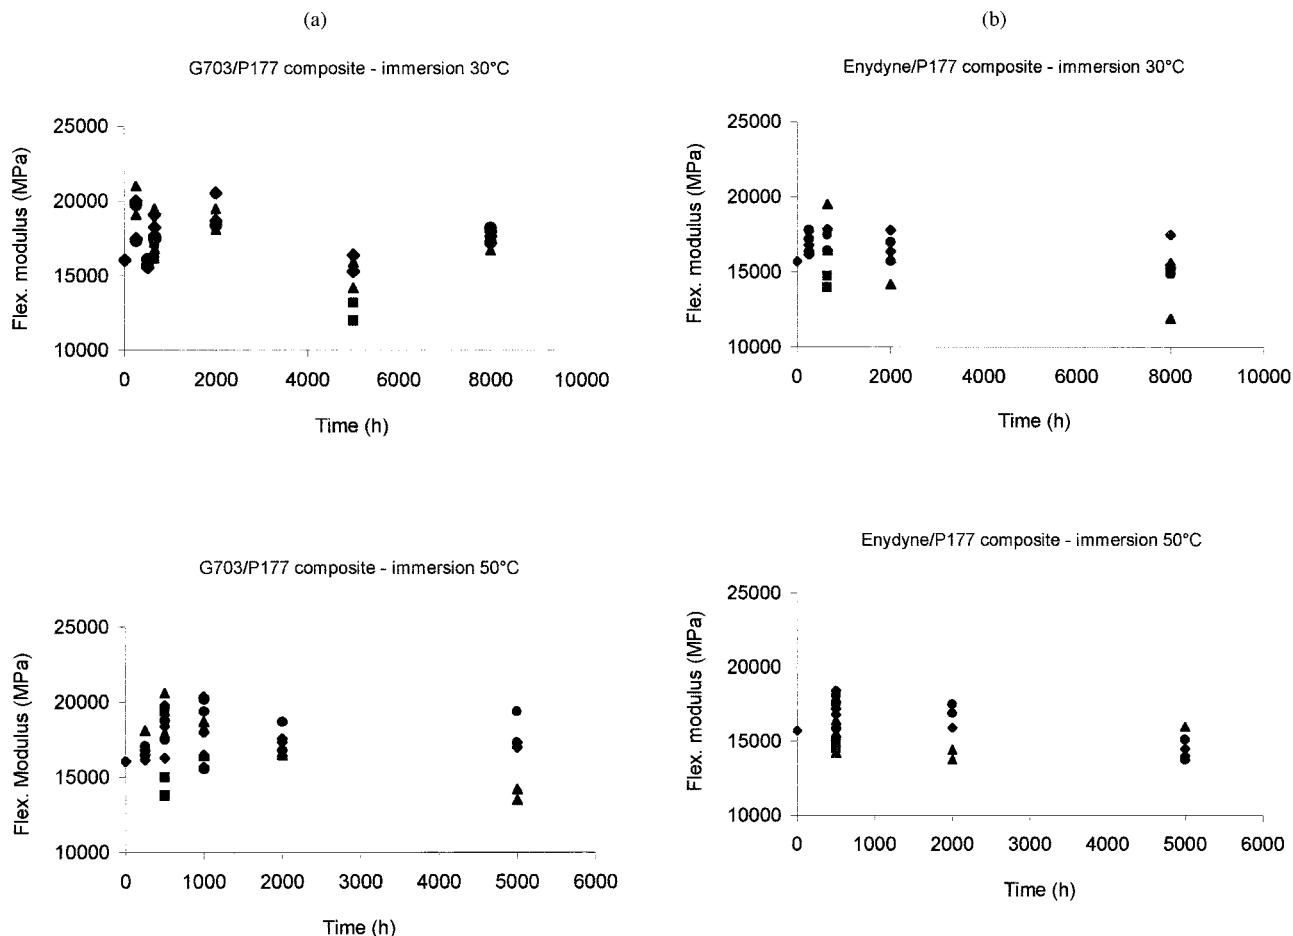 (a)
G703/P177 composite - immersion 30°C
25000
20000
15000
10000
Flex. modulus (MPa)
0 2000 4000 6000 8000 10000
Time (h)
(b)
Enydyne/P177 composite - immersion 30°C
25000
20000
15000
10000
Flex. modulus (MPa)
0 2000 4000 6000 8000 10000
Time (h)
G703/P177 composite - immersion 50°C
25000
20000
15000
10000
Flex. Modulus (MPa)
0 1000 2000 3000 4000 5000 6000
Time (h)
Enydyne/P177 composite - immersion 50°C
25000
20000
15000
10000
Flex. modulus (MPa)
0 1000 2000 3000 4000 5000 6000
Time (h)